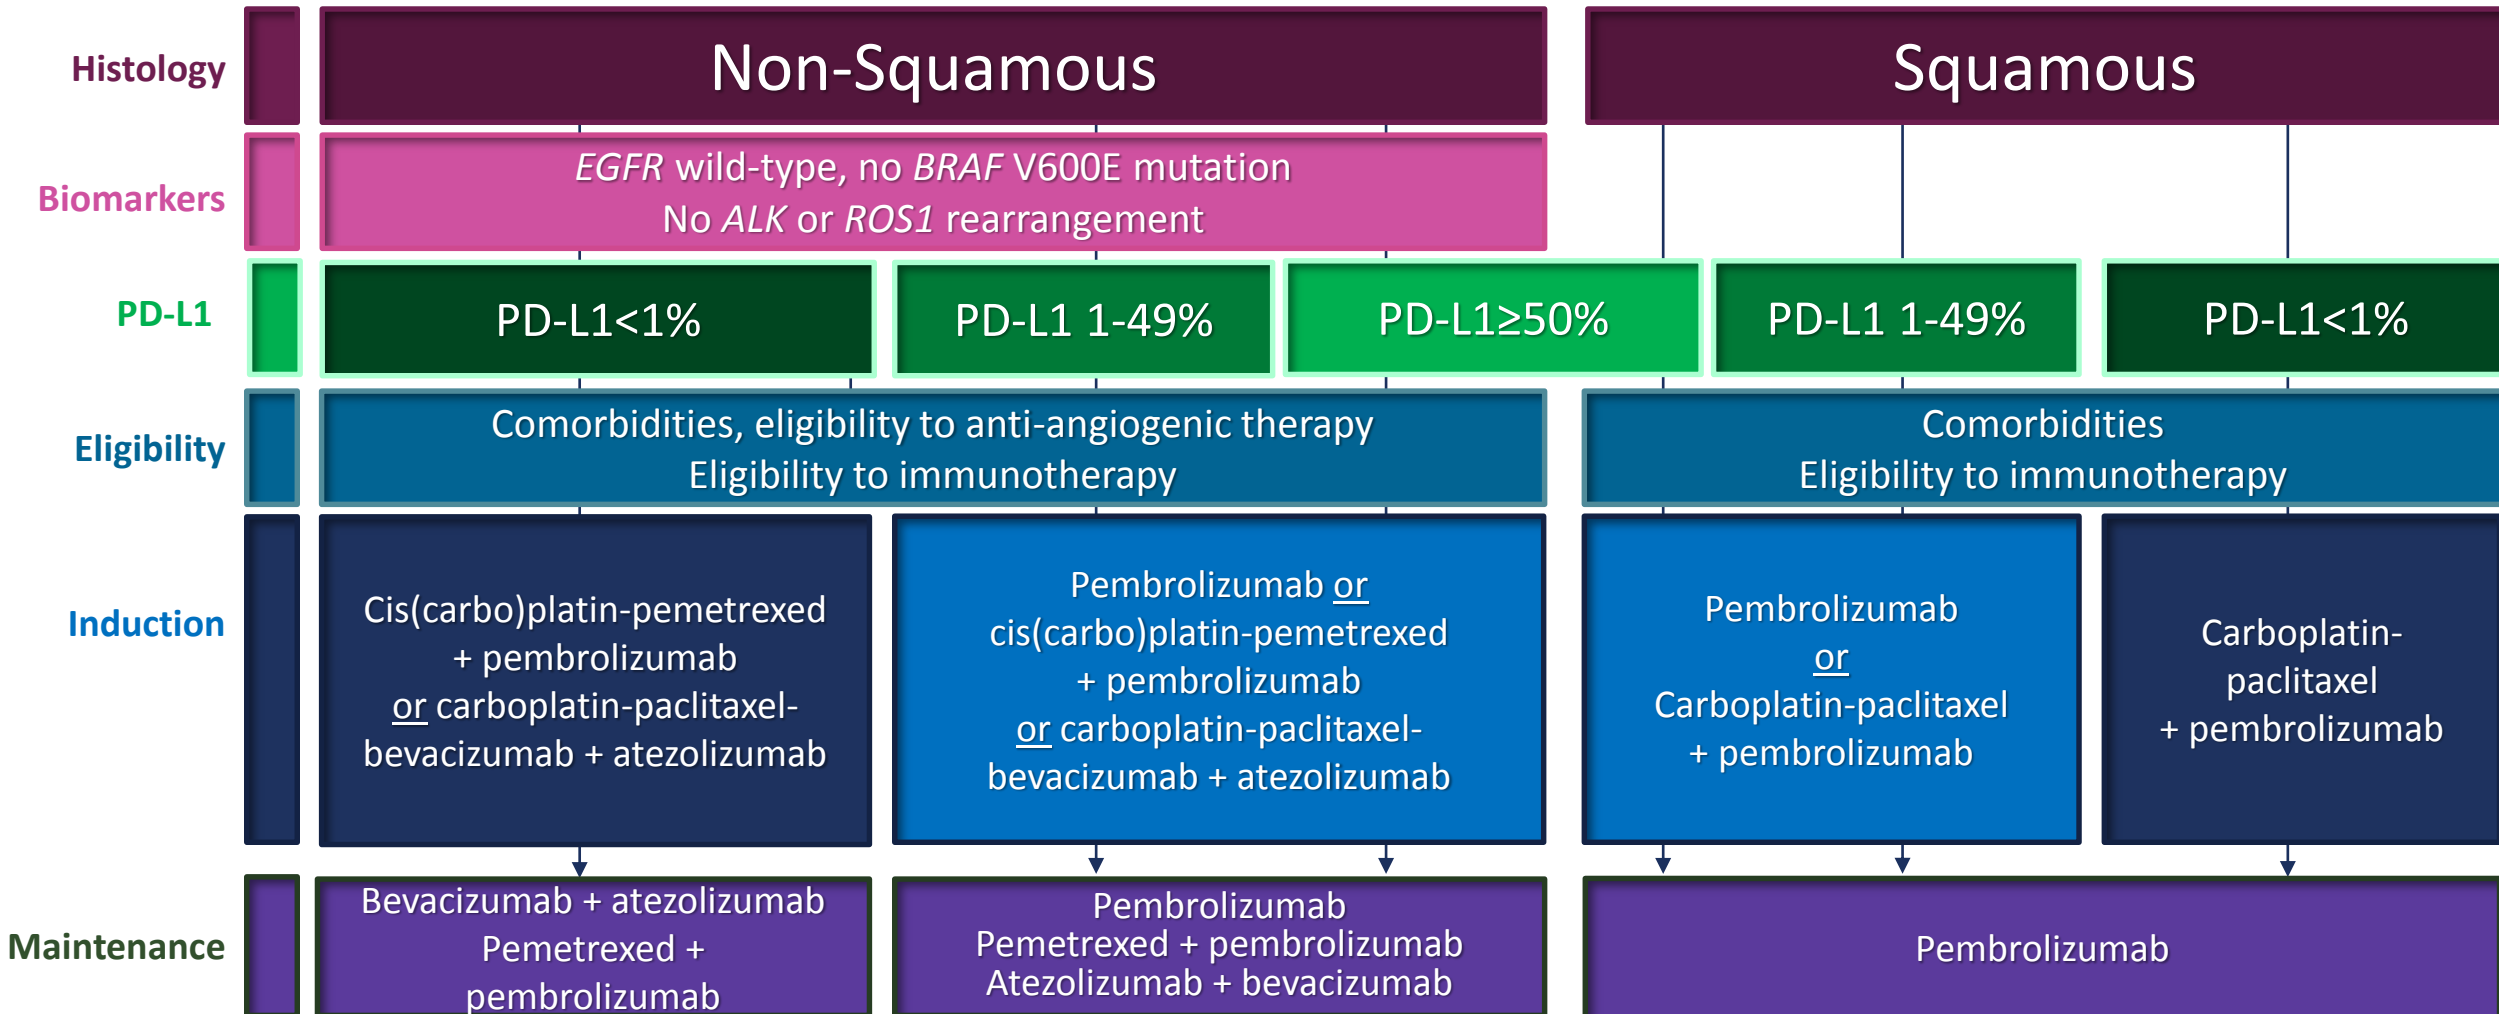 Histology
Non-Squamous
Squamous
Biomarkers
EGFR wild-type, no BRAF V600E mutation
No ALK or ROS1 rearrangement
PD-L1
PD-L1<1%
PD-L1 1-49%
PD-L1≥50%
PD-L1 1-49%
PD-L1<1%
Eligibility
Comorbidities, eligibility to anti-angiogenic therapy
Eligibility to immunotherapy
Comorbidities
Eligibility to immunotherapy
Induction
Cis(carbo)platin-pemetrexed
+ pembrolizumab
or carboplatin-paclitaxel-
bevacizumab + atezolizumab
Pembrolizumab or
cis(carbo)platin-pemetrexed
+ pembrolizumab
or carboplatin-paclitaxel-
bevacizumab + atezolizumab
Pembrolizumab
or
Carboplatin-paclitaxel
+ pembrolizumab
Carboplatin-
paclitaxel
+ pembrolizumab
Maintenance
Bevacizumab + atezolizumab
Pemetrexed +
pembrolizumab
Pembrolizumab
Pemetrexed + pembrolizumab
Atezolizumab + bevacizumab
Pembrolizumab